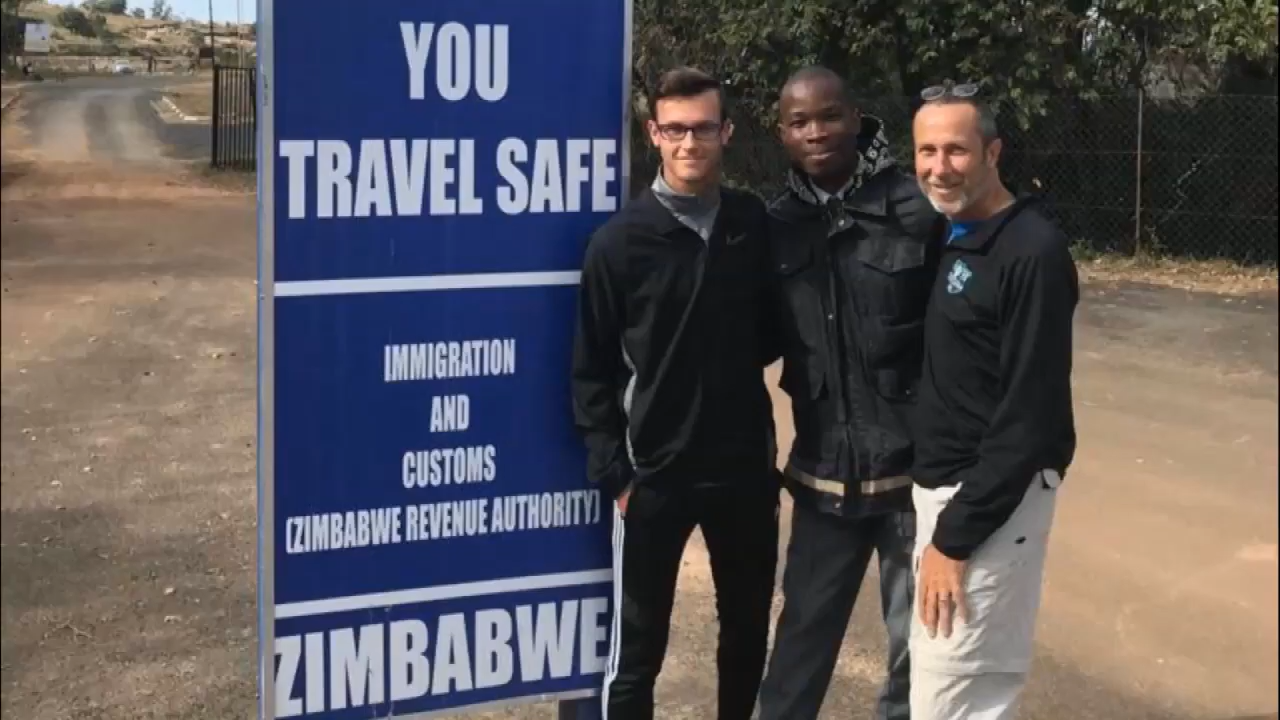 YOU
TRAVEL SAFE
IMMIGRATION
AND
CUSTOMS
(ZIMBABWE REVENUE AUTHORITY)
ZIMBABWE